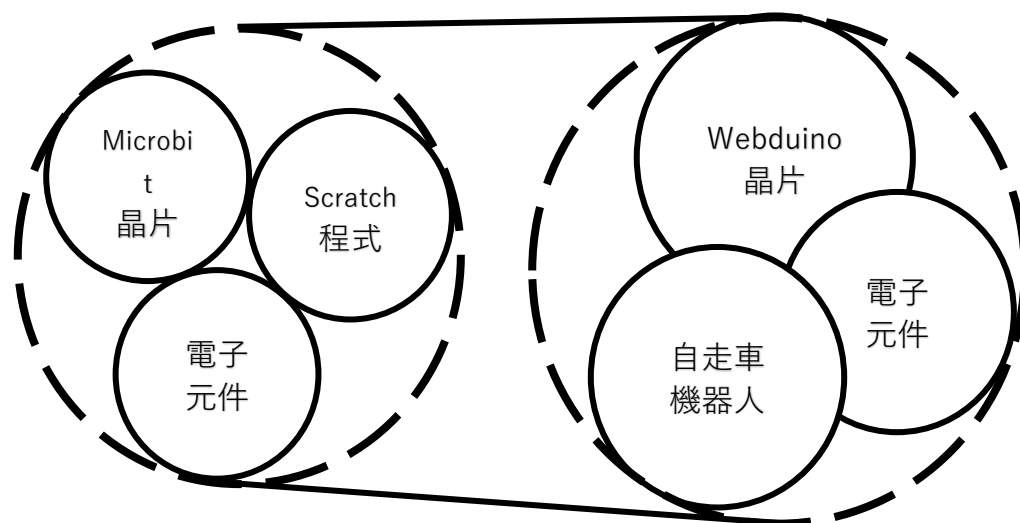 Microbi
t
晶片
Scratch
程式
電子
元件
Webduino
晶片
電子
元件
自走車
機器人